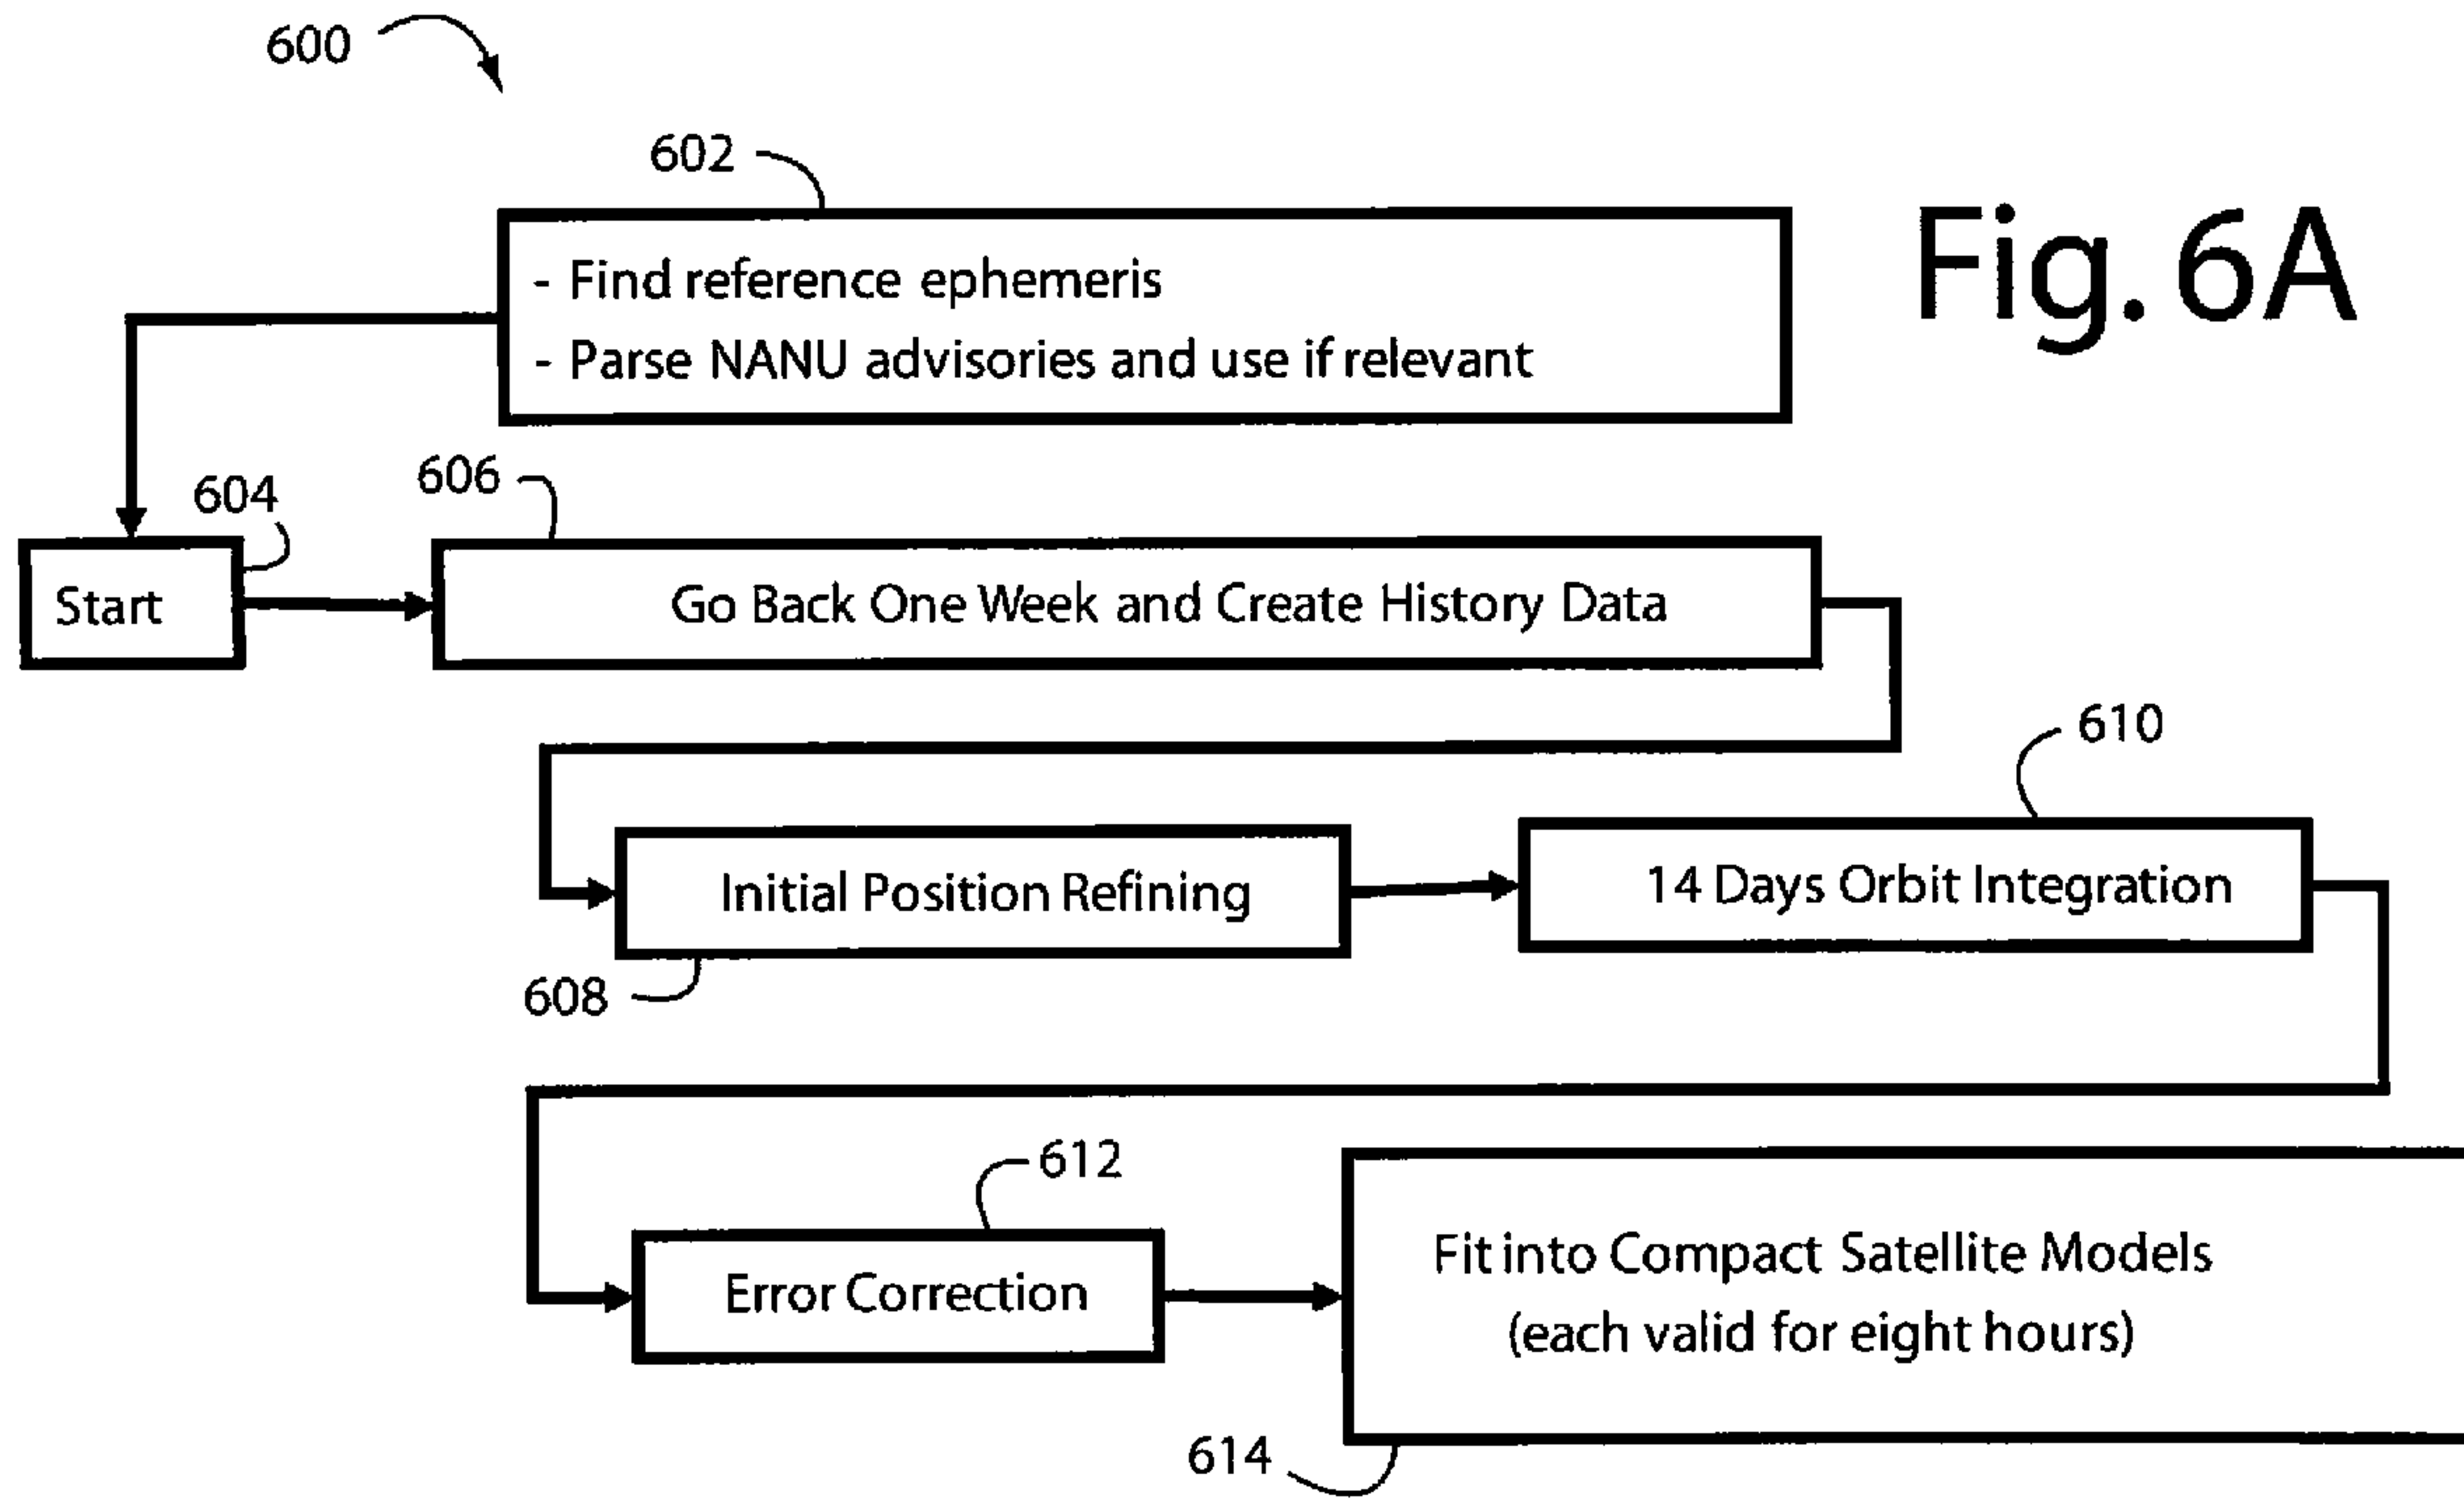 600
602
Fig. 6A
- Find reference ephemeris
- Parse NANU advisories and use if relevant
604
606
Start
Go Back One Week and Create History Data
610
Initial Position Refining
14 Days Orbit Integration
608
612
Error Correction
Fit into Compact Satellite Models
(each valid for eight hours)
614